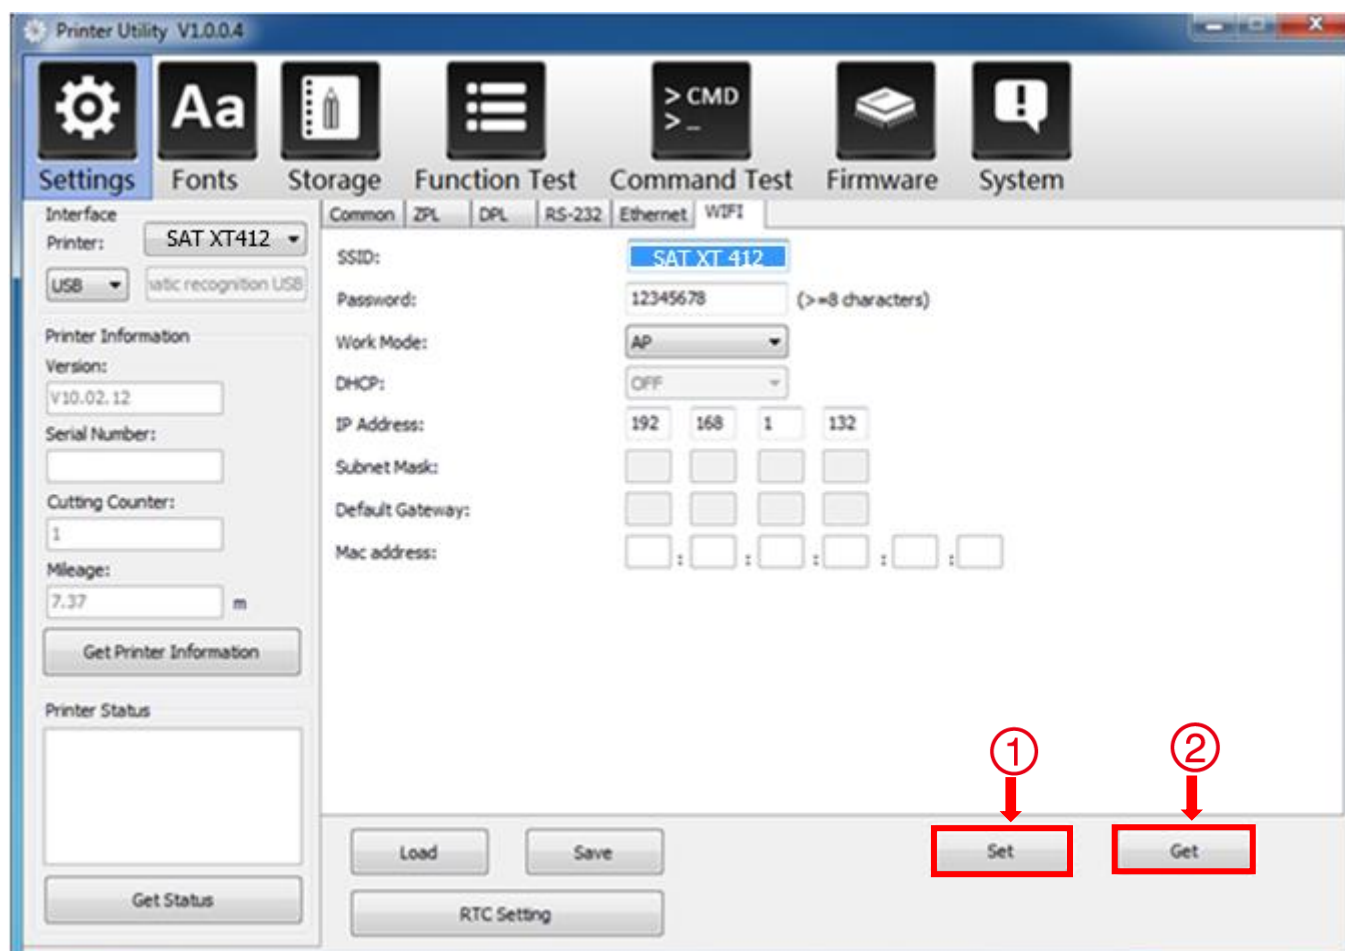 Printer Utility V1.0.0.4
Aa
> CMD
>_
Settings Fonts Storage Function Test Command Test Firmware System
Interface
Printer: SAT XT412
USB atic recognition USB
Printer Information
Version:
V10.02.12
Serial Number:
Cutting Counter:
1
Mileage:
7.37 m
Get Printer Information
Printer Status
Get Status
Common ZPL DPL RS-232 Ethernet WIFI
SSID: SAT XT 412
Password: 12345678 (>=8 characters)
Work Mode: AP
DHCP: OFF
IP Address: 192 168 1 132
Subnet Mask:
Default Gateway:
Mac address: : : : : :
① ②
Load Save Set Get
RTC Setting